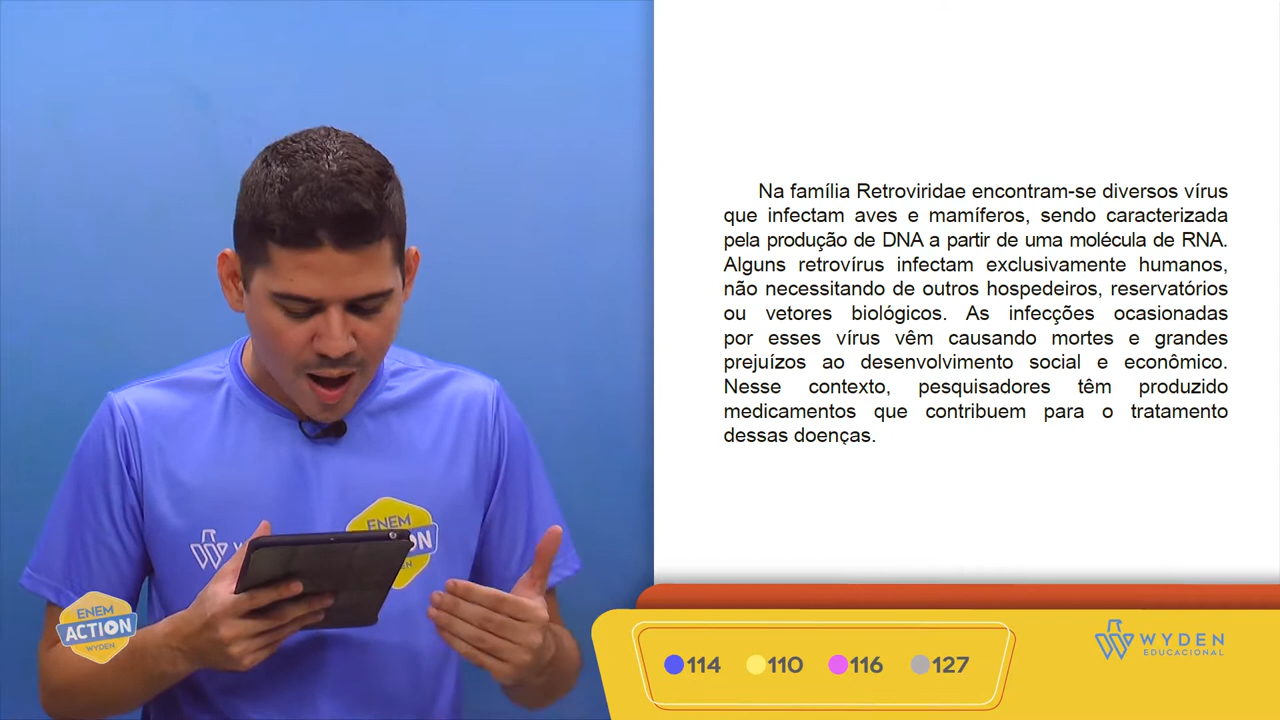 Na família Retroviridae encontram-se diversos vírus
que infectam aves e mamíferos, sendo caracterizada
pela produção de DNA a partir de uma molécula de RNA.
Alguns retrovírus infectam exclusivamente humanos,
não necessitando de outros hospedeiros, reservatórios
ou vetores biológicos. As infecções ocasionadas
por esses vírus vêm causando mortes e grandes
prejuízos ao desenvolvimento social e econômico.
Nesse contexto, pesquisadores têm produzido
medicamentos que contribuem para o tratamento
dessas doenças.
ENEM
ON
EN
W
ENEM
ACTION
WYDEN
114 110 116 127
WYDEN
EDUCACIONAL